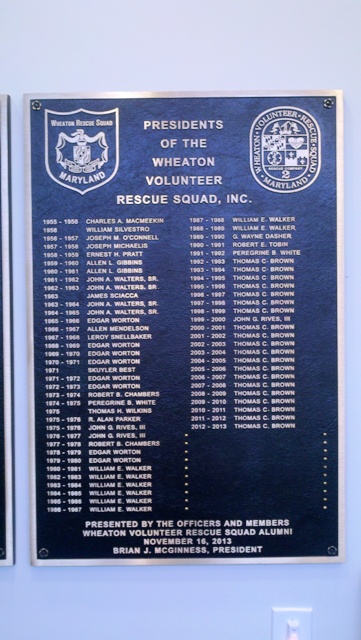 WHEATON RESCUE SQUAD
MARYLAND
WHEATON VOLUNTEER RESCUE SQUAD
RESCUE COMPANY
2
MARYLAND
PRESIDENTS
OF THE
WHEATON
VOLUNTEER
RESCUE SQUAD, INC.
1955 - 1956 CHARLES A. MACMEEKIN
1956 WILLIAM SILVESTRO
1956 - 1957 JOSEPH M. O'CONNELL
1957 - 1958 JOSEPH MICHAELIS
1958 - 1959 ERNEST H. PRATT
1959 - 1960 ALLEN L. GIBBINS
1960 - 1961 ALLEN L. GIBBINS
1961 - 1962 JOHN A. WALTERS, SR.
1962 - 1963 JOHN A. WALTERS, SR.
1963 JAMES SCIACCA
1963 - 1964 JOHN A. WALTERS, SR.
1964 - 1965 JOHN A. WALTERS, SR.
1965 - 1966 EDGAR WORTON
1966 - 1967 ALLEN MENDELSON
1967 - 1968 LEROY SNELLBAKER
1968 - 1969 EDGAR WORTON
1969 - 1970 EDGAR WORTON
1970 - 1971 EDGAR WORTON
1971 SKUYLER BEST
1971 - 1972 EDGAR WORTON
1972 - 1973 EDGAR WORTON
1973 - 1974 ROBERT B. CHAMBERS
1974 - 1975 PEREGRINE B. WHITE
1975 THOMAS H. WILKINS
1975 - 1976 R. ALAN PARKER
1975 - 1976 JOHN G. RIVES, III
1976 - 1977 JOHN G. RIVES, III
1977 - 1978 ROBERT B. CHAMBERS
1978 - 1979 EDGAR WORTON
1979 - 1980 EDGAR WORTON
1980 - 1981 WILLIAM E. WALKER
1982 - 1983 WILLIAM E. WALKER
1983 - 1984 WILLIAM E. WALKER
1984 - 1985 WILLIAM E. WALKER
1985 - 1986 WILLIAM E. WALKER
1986 - 1987 WILLIAM E. WALKER
1987 - 1988 WILLIAM E. WALKER
1988 - 1989 WILLIAM E. WALKER
1989 - 1990 G. WAYNE DASHER
1990 - 1991 ROBERT E. TOBIN
1991 - 1992 PEREGRINE B. WHITE
1992 - 1993 THOMAS C. BROWN
1993 - 1994 THOMAS C. BROWN
1994 - 1995 THOMAS C. BROWN
1995 - 1996 THOMAS C. BROWN
1996 - 1997 THOMAS C. BROWN
1997 - 1998 THOMAS C. BROWN
1998 - 1999 THOMAS C. BROWN
1999 - 2000 JOHN G. RIVES, III
2000 - 2001 THOMAS C. BROWN
2001 - 2002 THOMAS C. BROWN
2002 - 2003 THOMAS C. BROWN
2003 - 2004 THOMAS C. BROWN
2004 - 2005 THOMAS C. BROWN
2005 - 2006 THOMAS C. BROWN
2006 - 2007 THOMAS C. BROWN
2007 - 2008 THOMAS C. BROWN
2008 - 2009 THOMAS C. BROWN
2009 - 2010 THOMAS C. BROWN
2010 - 2011 THOMAS C. BROWN
2011 - 2012 THOMAS C. BROWN
2012 - 2013 THOMAS C. BROWN
PRESENTED BY THE OFFICERS AND MEMBERS
WHEATON VOLUNTEER RESCUE SQUAD ALUMNI
NOVEMBER 16, 2013
BRIAN J. MCGINNESS, PRESIDENT